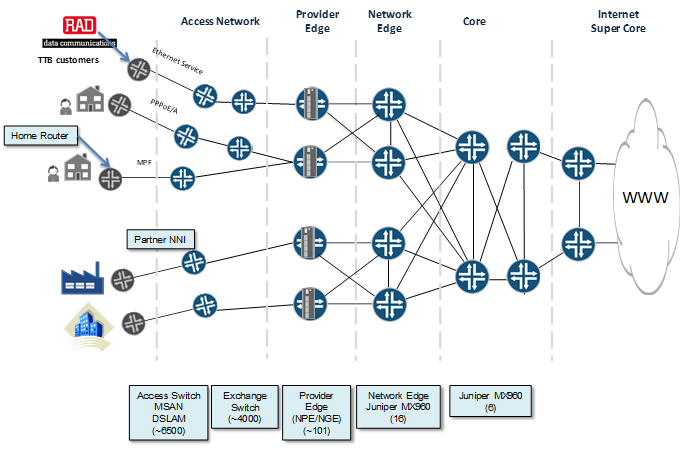 Access Network
Provider
Edge
Network
Edge
Core
Internet
Super Core
RAD
data communications
TTB customers
Ethernet Service
PPPoE/A
Home Router
MPF
WWW
Partner NNI
Access Switch
MSAN
DSLAM
(~6500)
Exchange
Switch
(~4000)
Provider
Edge
(NPE/NGE)
(~101)
Network Edge
Juniper MX960
(16)
Juniper MX960
(6)